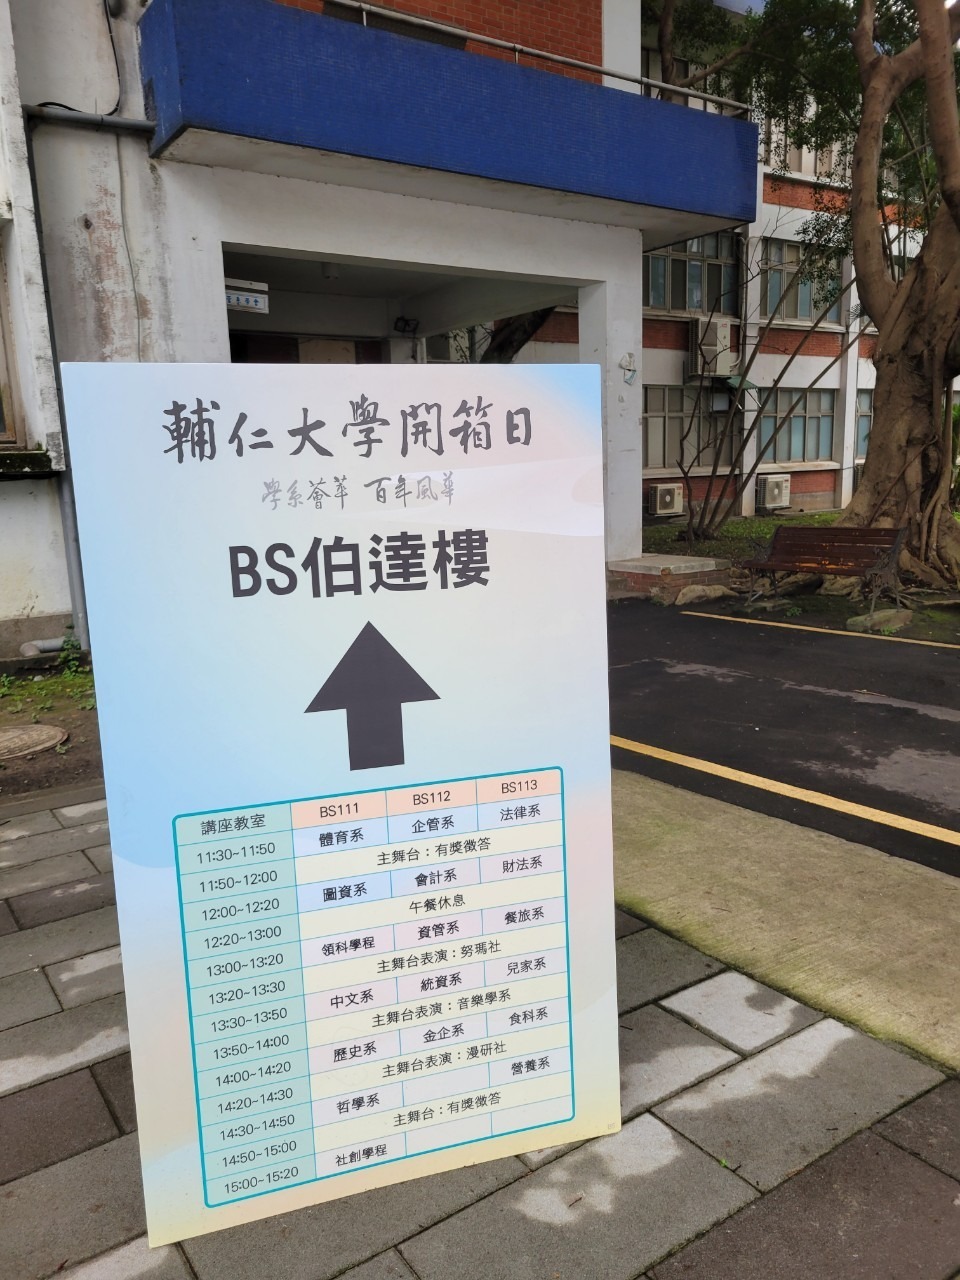 輔仁大學開箱日
學系薈萃 百年風華
BS伯達樓
講座教室 BS111 BS112 BS113
11:30~11:50 體育系 企管系 法律系
11:50~12:00 主舞台：有獎徵答
12:00~12:20 圖資系 會計系 財法系
12:20~13:00 午餐休息
13:00~13:20 領科學程 資管系 餐旅系
13:20~13:30 主舞台表演：努瑪社
13:30~13:50 中文系 統資系 兒家系
13:50~14:00 主舞台表演：音樂學系
14:00~14:20 歷史系 金企系 食科系
14:20~14:30 主舞台表演：漫研社
14:30~14:50 哲學系 營養系
14:50~15:00 主舞台：有獎徵答
15:00~15:20 社創學程